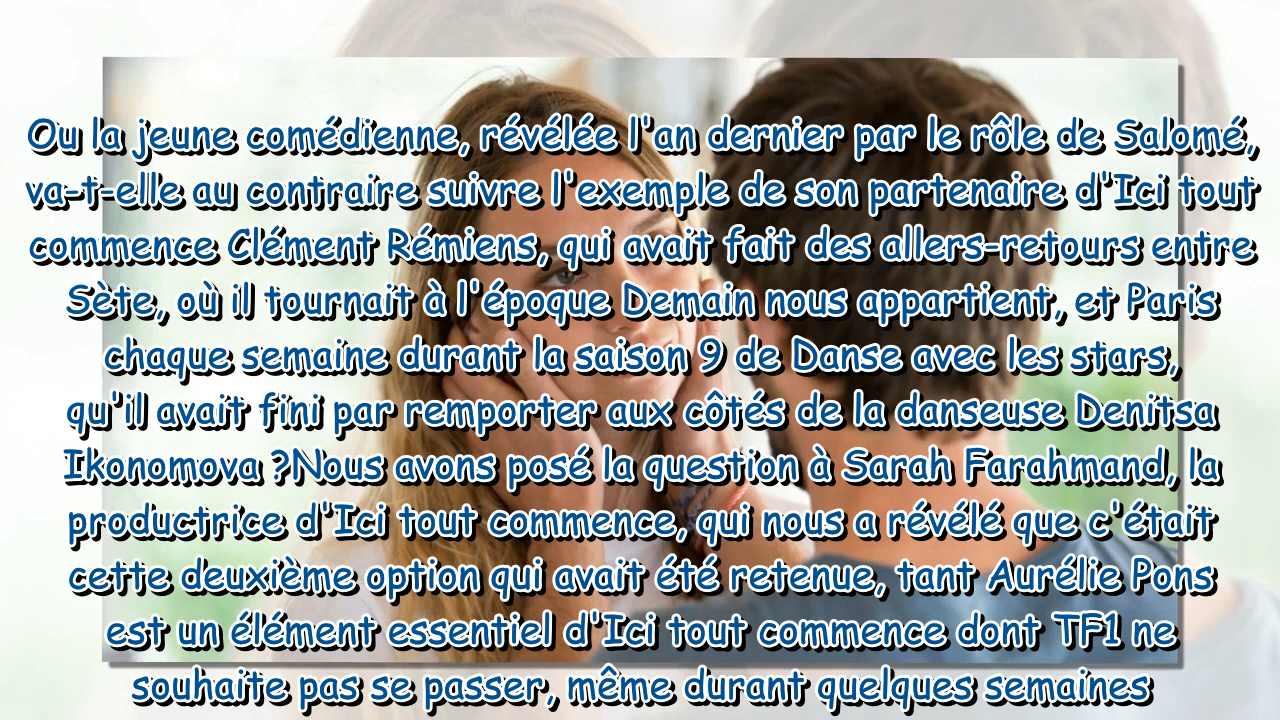 Ou la jeune comédienne, révélée l'an dernier par le rôle de Salomé,
va-t-elle au contraire suivre l'exemple de son partenaire d'Ici tout
commence Clément Rémiens, qui avait fait des allers-retours entre
Sète, où il tournait à l'époque Demain nous appartient, et Paris
chaque semaine durant la saison 9 de Danse avec les stars,
qu'il avait fini par remporter aux côtés de la danseuse Denitsa
Ikonomova ?Nous avons posé la question à Sarah Farahmand, la
productrice d'Ici tout commence, qui nous a révélé que c'était
cette deuxième option qui avait été retenue, tant Aurélie Pons
est un élément essentiel d'Ici tout commence dont TF1 ne
souhaite pas se passer, même durant quelques semaines